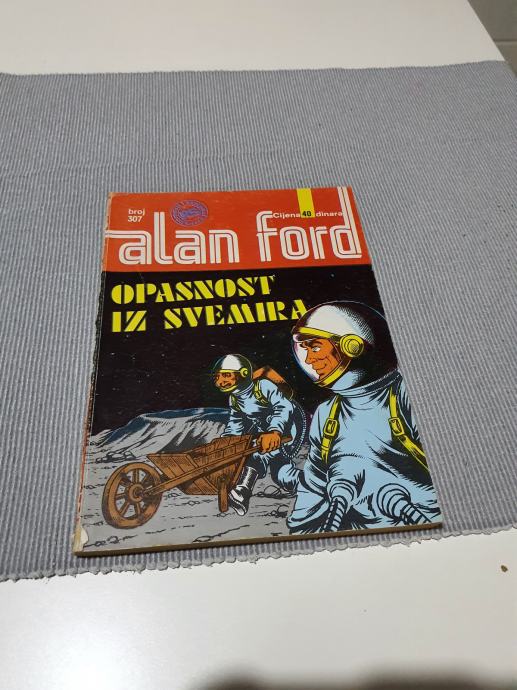 broj
307
Cijena 40 dinara
alan ford
OPASNOST
IZ SVEMIRA